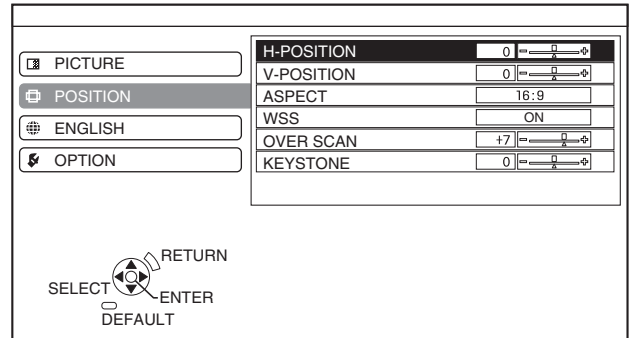 PICTURE
POSITION
ENGLISH
OPTION
H-POSITION 0
V-POSITION 0
ASPECT 16:9
WSS ON
OVER SCAN +7
KEYSTONE 0
RETURN
SELECT
ENTER
DEFAULT